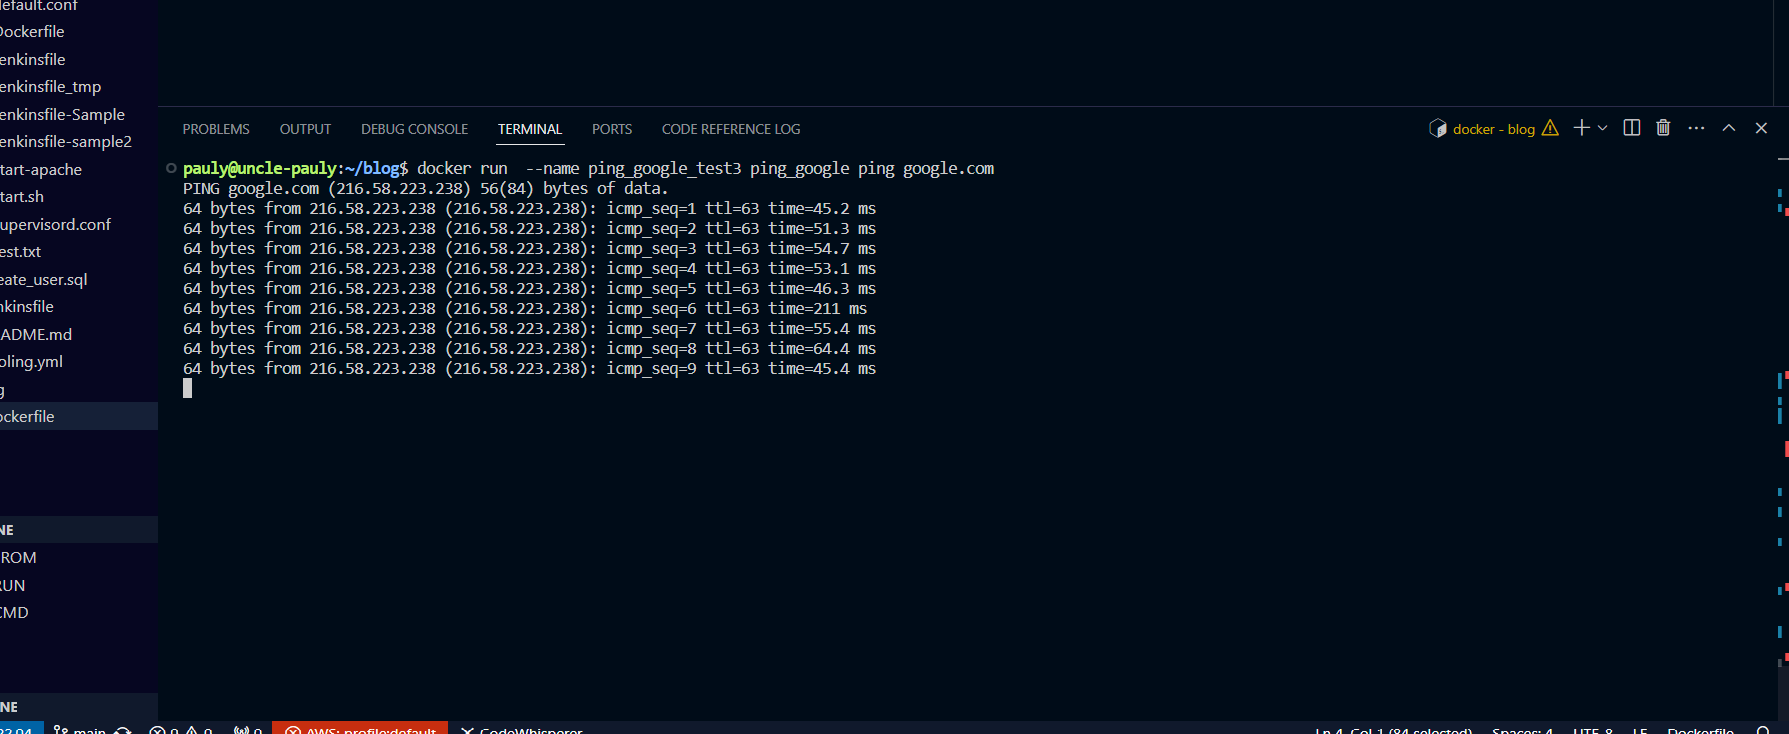 default.conf
Dockerfile
enkinsfile
enkinsfile_tmp
enkinsfile-Sample
enkinsfile-sample2
tart-apache
tart.sh
upervisord.conf
est.txt
eate_user.sql
nkinsfile
ADME.md
oling.yml
g
ockerfile
NE
ROM
RUN
CMD
NE
PROBLEMS OUTPUT DEBUG CONSOLE TERMINAL PORTS CODE REFERENCE LOG
docker - blog
pauly@uncle-pauly:~/blog$ docker run  --name ping_google_test3 ping_google ping google.com
PING google.com (216.58.223.238) 56(84) bytes of data.
64 bytes from 216.58.223.238 (216.58.223.238): icmp_seq=1 ttl=63 time=45.2 ms
64 bytes from 216.58.223.238 (216.58.223.238): icmp_seq=2 ttl=63 time=51.3 ms
64 bytes from 216.58.223.238 (216.58.223.238): icmp_seq=3 ttl=63 time=54.7 ms
64 bytes from 216.58.223.238 (216.58.223.238): icmp_seq=4 ttl=63 time=53.1 ms
64 bytes from 216.58.223.238 (216.58.223.238): icmp_seq=5 ttl=63 time=46.3 ms
64 bytes from 216.58.223.238 (216.58.223.238): icmp_seq=6 ttl=63 time=211 ms
64 bytes from 216.58.223.238 (216.58.223.238): icmp_seq=7 ttl=63 time=55.4 ms
64 bytes from 216.58.223.238 (216.58.223.238): icmp_seq=8 ttl=63 time=64.4 ms
64 bytes from 216.58.223.238 (216.58.223.238): icmp_seq=9 ttl=63 time=45.4 ms
22.04 main 0 0 0 AWS: profile:default CodeWhisperer Ln 4, Col 1 (84 selected) Spaces: 4 UTF-8 LF Dockerfile